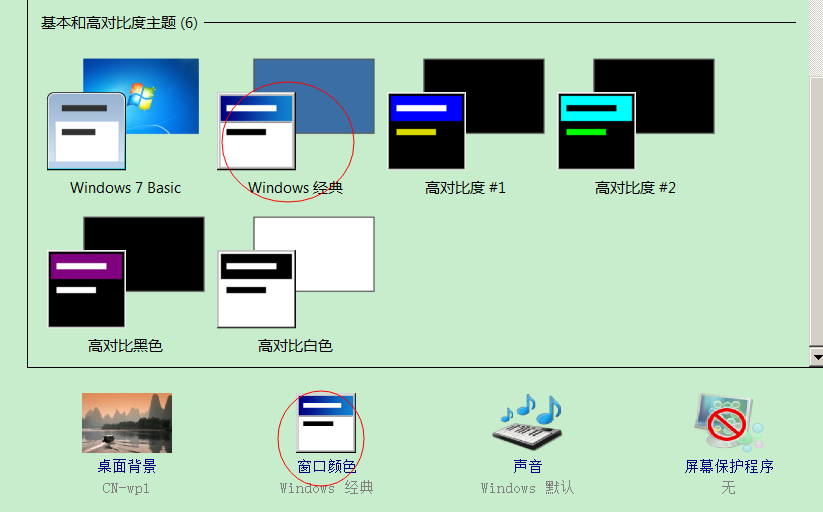 基本和高对比度主题 (6)
Windows 7 Basic
Windows 经典
高对比度 #1
高对比度 #2
高对比黑色
高对比白色
桌面背景
窗口颜色
声音
屏幕保护程序
CN-wp1
Windows 经典
Windows 默认
无